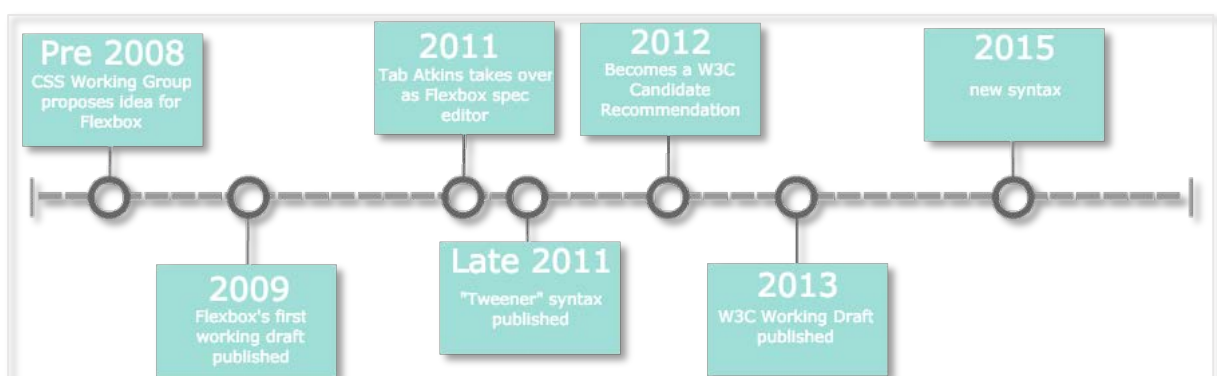 Pre 2008
CSS Working Group
proposes idea for
Flexbox
2009
Flexbox's first
working draft
published
2011
Tab Atkins takes over
as Flexbox spec
editor
Late 2011
"Tweener" syntax
published
2012
Becomes a W3C
Candidate
Recommendation
2013
W3C Working Draft
published
2015
new syntax